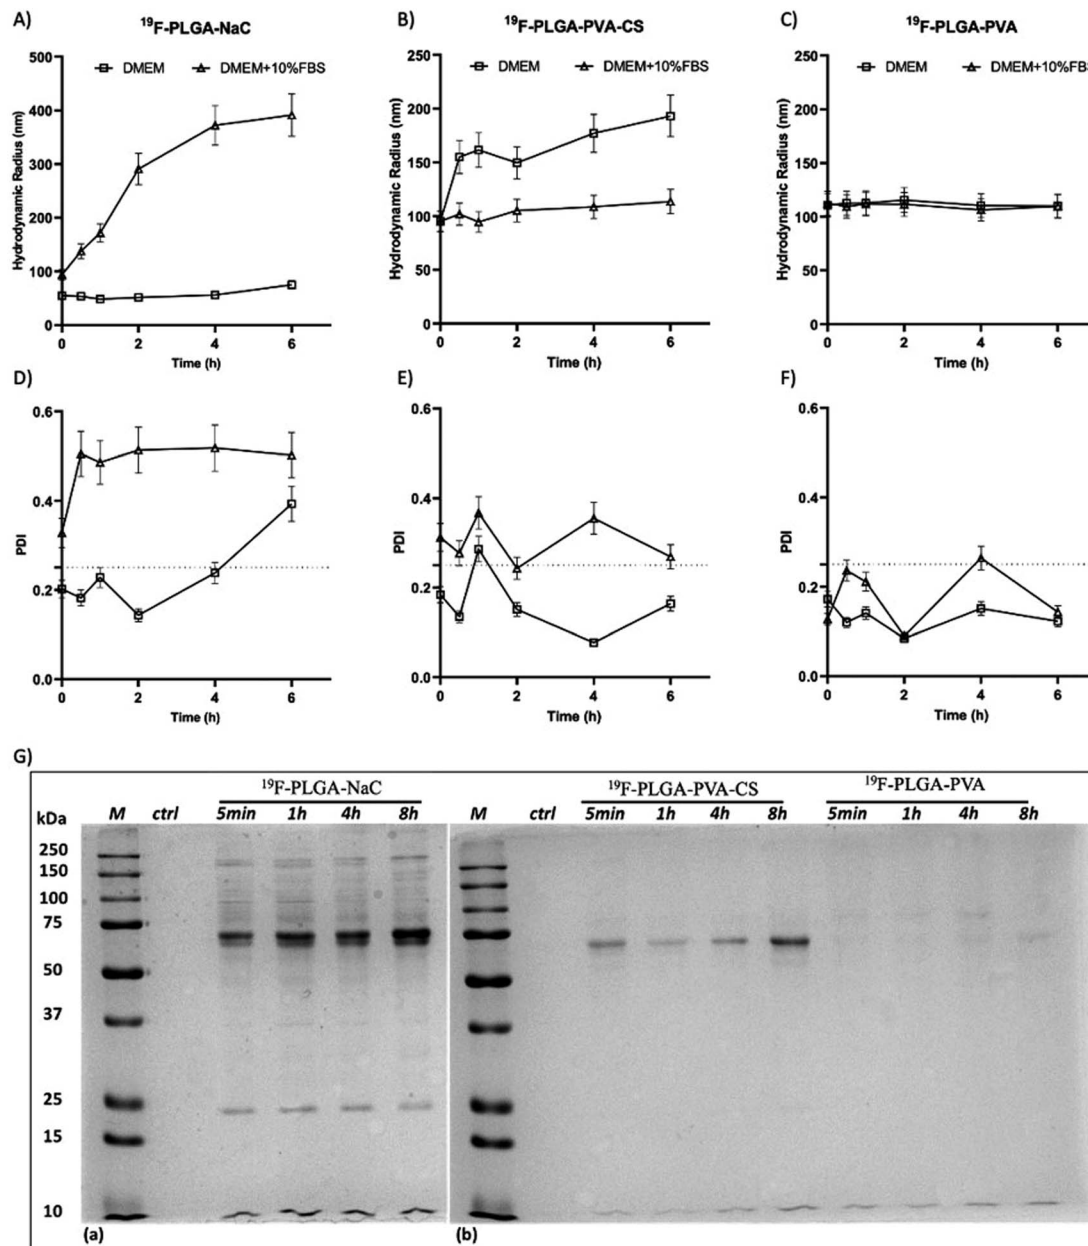 A)
19F-PLGA-NaC
DMEM
DMEM+10%FBS
Hydrodynamic Radius (nm)
500
400
300
200
100
0
0 2 4 6
Time (h)
B)
19F-PLGA-PVA-CS
DMEM
DMEM+10%FBS
Hydrodynamic Radius (nm)
250
200
150
100
50
0
0 2 4 6
Time (h)
C)
19F-PLGA-PVA
DMEM
DMEM+10%FBS
Hydrodynamic Radius (nm)
250
200
150
100
50
0
0 2 4 6
Time (h)
D)
PDI
0.6
0.4
0.2
0.0
0 2 4 6
Time (h)
E)
PDI
0.6
0.4
0.2
0.0
0 2 4 6
Time (h)
F)
PDI
0.6
0.4
0.2
0.0
0 2 4 6
Time (h)
G)
19F-PLGA-NaC
19F-PLGA-PVA-CS
19F-PLGA-PVA
kDa M ctrl 5min 1h 4h 8h
M ctrl 5min 1h 4h 8h 5min 1h 4h 8h
250
150
100
75
50
37
25
15
10
(a)
(b)